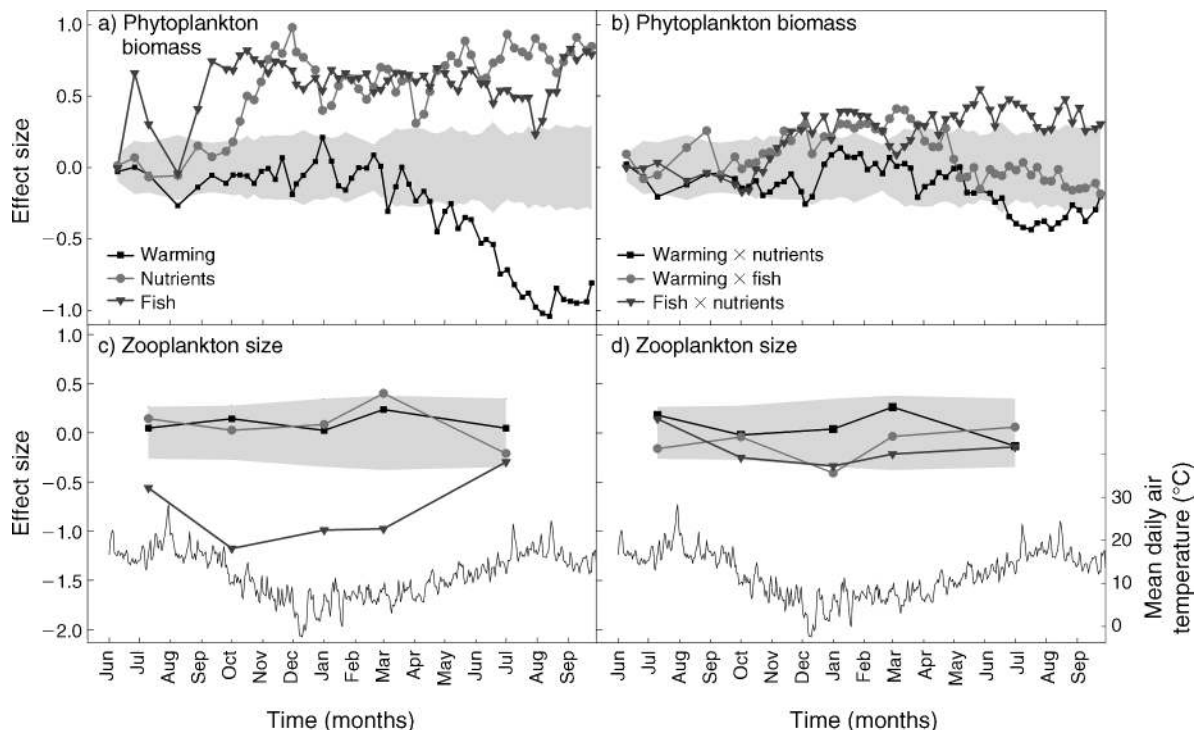 a) Phytoplankton
biomass
b) Phytoplankton biomass
1.0
0.5
0.0
−0.5
−1.0
Effect size
Warming
Nutrients
Fish
Warming × nutrients
Warming × fish
Fish × nutrients
c) Zooplankton size
d) Zooplankton size
1.0
0.5
0.0
−0.5
−1.0
−1.5
−2.0
Effect size
30
20
10
0
Mean daily air
temperature (°C)
Jun Jul Aug Sep Oct Nov Dec Jan Feb Mar Apr May Jun Jul Aug Sep
Jun Jul Aug Sep Oct Nov Dec Jan Feb Mar Apr May Jun Jul Aug Sep
Time (months)
Time (months)